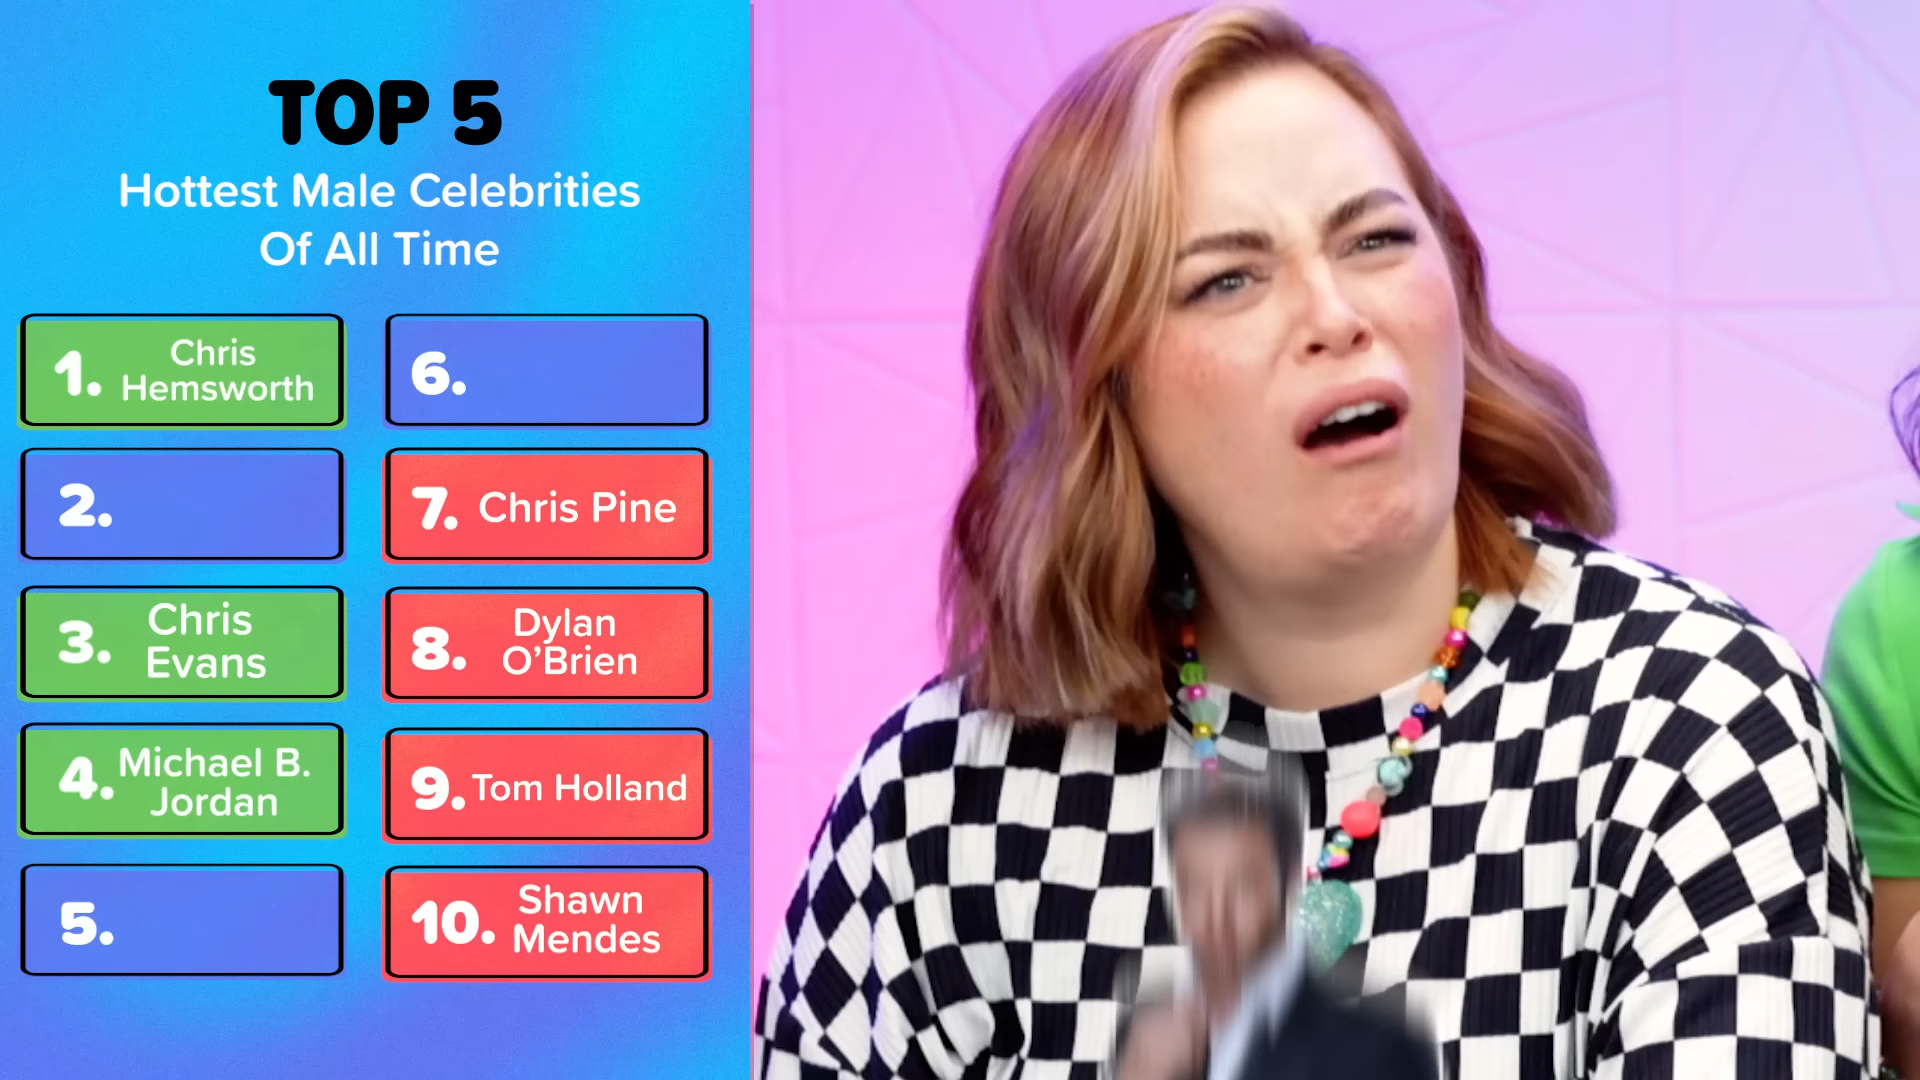 TOP 5
Hottest Male Celebrities
Of All Time
1. Chris
Hemsworth
2.
3. Chris
Evans
4. Michael B.
Jordan
5.
6.
7. Chris Pine
8. Dylan
O’Brien
9. Tom Holland
10. Shawn
Mendes